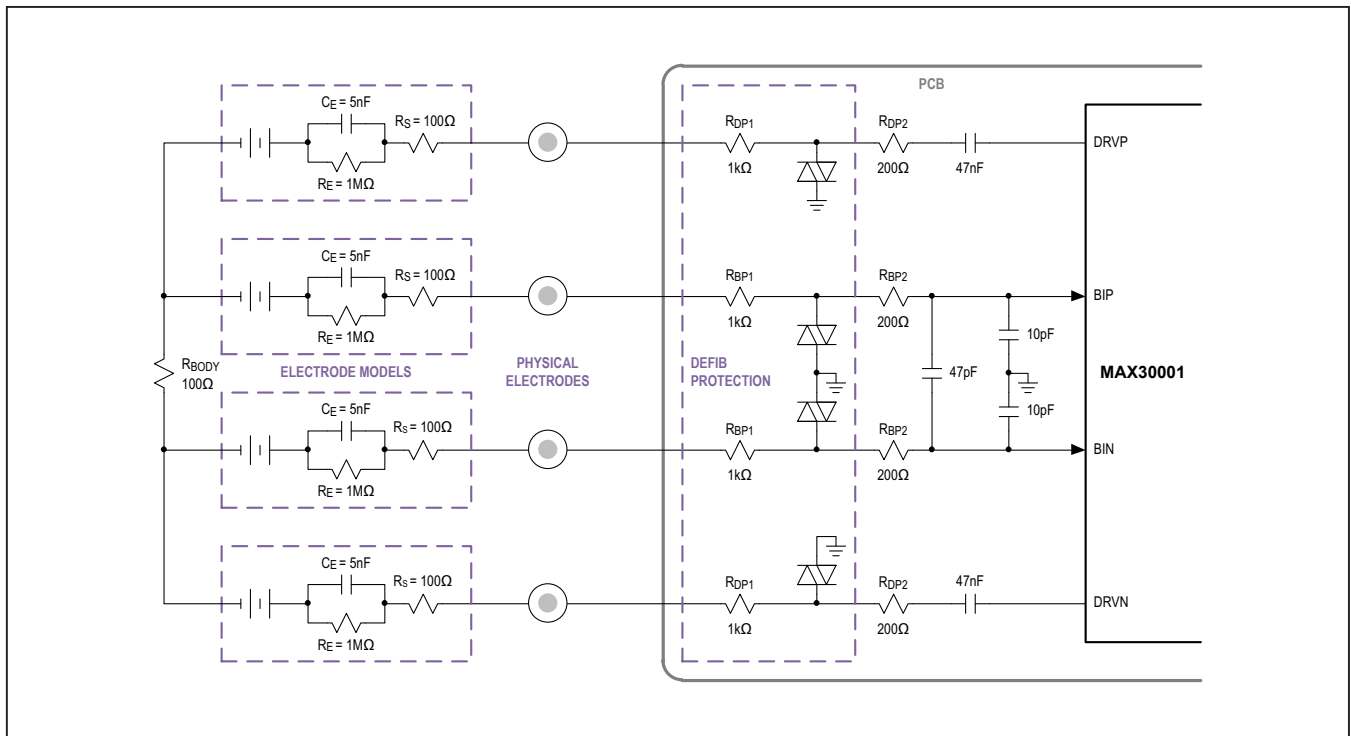 PCB
CE = 5nF
RS = 100Ω
RE = 1MΩ
RDP1
1kΩ
RDP2
200Ω
47nF
DRVP
CE = 5nF
RS = 100Ω
RE = 1MΩ
RBP1
1kΩ
RBP2
200Ω
BIP
10pF
RBODY
100Ω
ELECTRODE MODELS
PHYSICAL
ELECTRODES
DEFIB
PROTECTION
47pF
MAX30001
10pF
CE = 5nF
RS = 100Ω
RE = 1MΩ
RBP1
1kΩ
RBP2
200Ω
BIN
CE = 5nF
RS = 100Ω
RE = 1MΩ
RDP1
1kΩ
RDP2
200Ω
47nF
DRVN